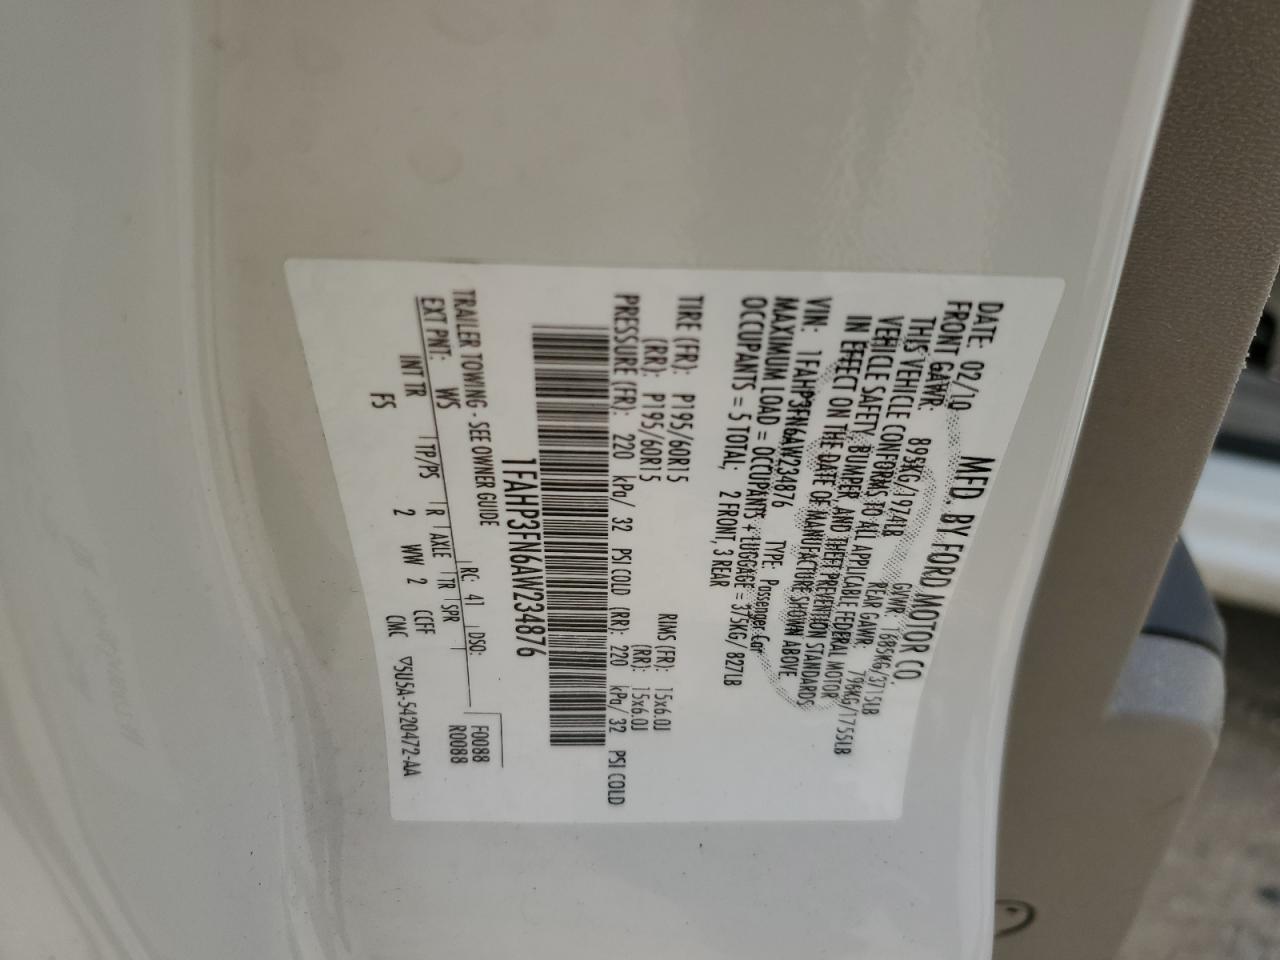 MFD. BY FORD MOTOR CO.
DATE: 02/10 GVWR: 1685KG/3715LB
FRONT GAWR: 895KG/1974LB REAR GAWR: 796KG/1755LB
THIS VEHICLE CONFORMS TO ALL APPLICABLE FEDERAL MOTOR
VEHICLE SAFETY, BUMPER, AND THEFT PREVENTION STANDARDS
IN EFFECT ON THE DATE OF MANUFACTURE SHOWN ABOVE.
VIN: 1FAHP3FN6AW234876 TYPE: Passenger Car
MAXIMUM LOAD = OCCUPANTS + LUGGAGE = 375KG/ 827LB
OCCUPANTS = 5 TOTAL; 2 FRONT, 3 REAR
TIRE (FR): P195/60R15 RIMS (FR): 15x6.0J
(RR): P195/60R15 (RR): 15x6.0J
PRESSURE (FR): 220 kPa/ 32 PSI COLD (RR): 220 kPa/ 32 PSI COLD
1FAHP3FN6AW234876
TRAILER TOWING - SEE OWNER GUIDE
F0088
EXT PNT: WS RC: 41 DSO: R0088
INT TR TP/PS R AXLE TR SPR
FS 2 WW 2 CCFF CMC ▽5U5A-5420472-AA